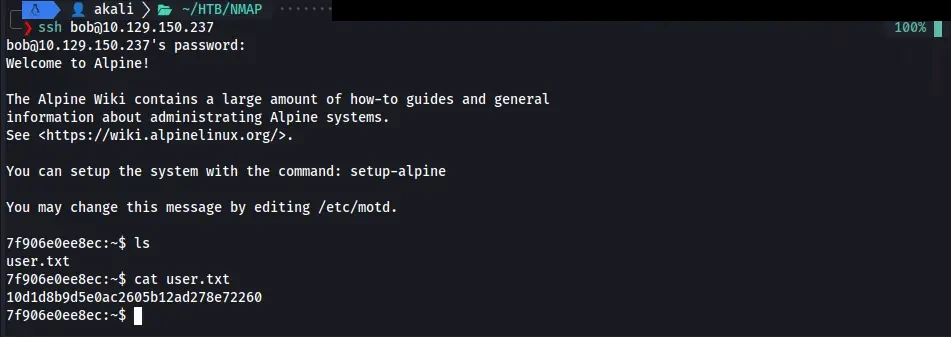 akali ~/HTB/NMAP ········
❯ ssh bob@10.129.150.237 100%
bob@10.129.150.237's password:
Welcome to Alpine!
The Alpine Wiki contains a large amount of how-to guides and general
information about administrating Alpine systems.
See <https://wiki.alpinelinux.org/>.
You can setup the system with the command: setup-alpine
You may change this message by editing /etc/motd.
7f906e0ee8ec:~$ ls
user.txt
7f906e0ee8ec:~$ cat user.txt
10d1d8b9d5e0ac2605b12ad278e72260
7f906e0ee8ec:~$